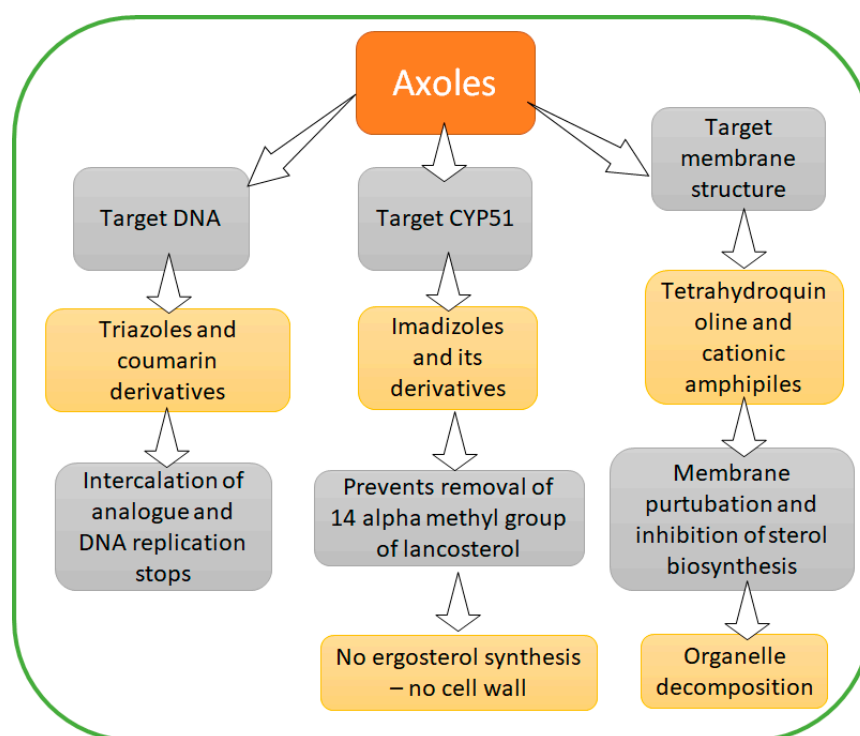 Axoles
Target DNA
Target CYP51
Target
membrane
structure
Triazoles and
coumarin
derivatives
Imadizoles
and its
derivatives
Tetrahydroquin
oline and
cationic
amphipiles
Intercalation of
analogue and
DNA replication
stops
Prevents removal of
14 alpha methyl group
of lancosterol
Membrane
purtubation and
inhibition of sterol
biosynthesis
No ergosterol synthesis
– no cell wall
Organelle
decomposition